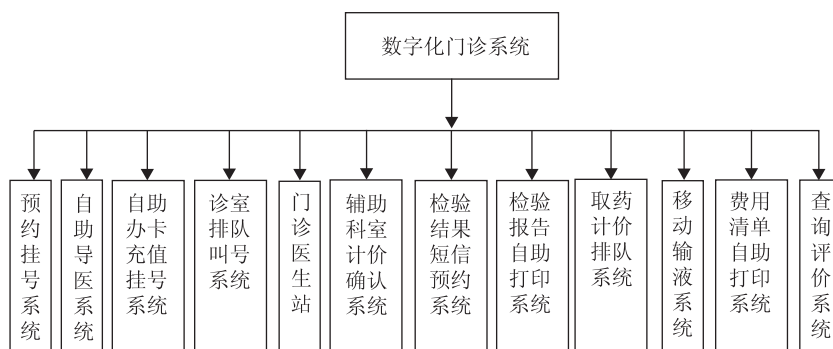 数字化门诊系统
预约挂号系统
自助导医系统
自助
办卡
充值
挂号
系统
诊室
排队
叫号
系统
门诊医生站
辅助
科室
计价
确认
系统
检验
结果
短信
预约
系统
检验
报告
自助
打印
系统
取药
计价
排队
系统
移动输液系统
费用
清单
自助
打印
系统
查询评价系统